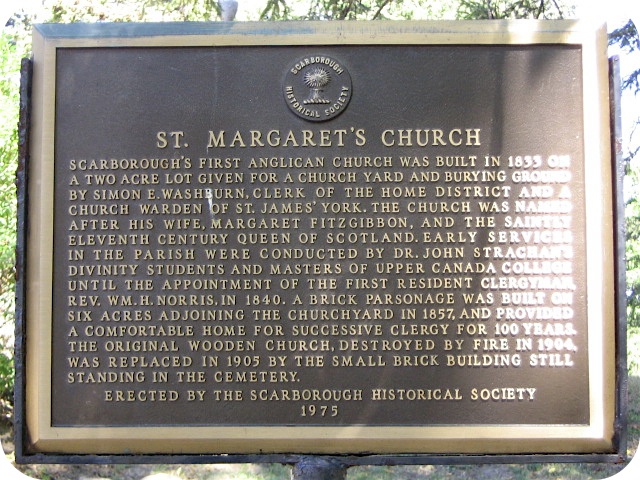 SCARBOROUGH
HISTORICAL SOCIETY
ST. MARGARET'S CHURCH
SCARBOROUGH'S FIRST ANGLICAN CHURCH WAS BUILT IN 1833 ON
A TWO ACRE LOT GIVEN FOR A CHURCH YARD AND BURYING GROUND
BY SIMON E. WASHBURN, CLERK OF THE HOME DISTRICT AND A
CHURCH WARDEN OF ST. JAMES' YORK. THE CHURCH WAS NAMED
AFTER HIS WIFE, MARGARET FITZGIBBON, AND THE SAINTLY
ELEVENTH CENTURY QUEEN OF SCOTLAND. EARLY SERVICES
IN THE PARISH WERE CONDUCTED BY DR. JOHN STRACHAN'S
DIVINITY STUDENTS AND MASTERS OF UPPER CANADA COLLEGE
UNTIL THE APPOINTMENT OF THE FIRST RESIDENT CLERGYMAN,
REV. WM. H. NORRIS, IN 1840. A BRICK PARSONAGE WAS BUILT ON
SIX ACRES ADJOINING THE CHURCHYARD IN 1857, AND PROVIDED
A COMFORTABLE HOME FOR SUCCESSIVE CLERGY FOR 100 YEARS.
THE ORIGINAL WOODEN CHURCH, DESTROYED BY FIRE IN 1904,
WAS REPLACED IN 1905 BY THE SMALL BRICK BUILDING STILL
STANDING IN THE CEMETERY.
ERECTED BY THE SCARBOROUGH HISTORICAL SOCIETY
1975